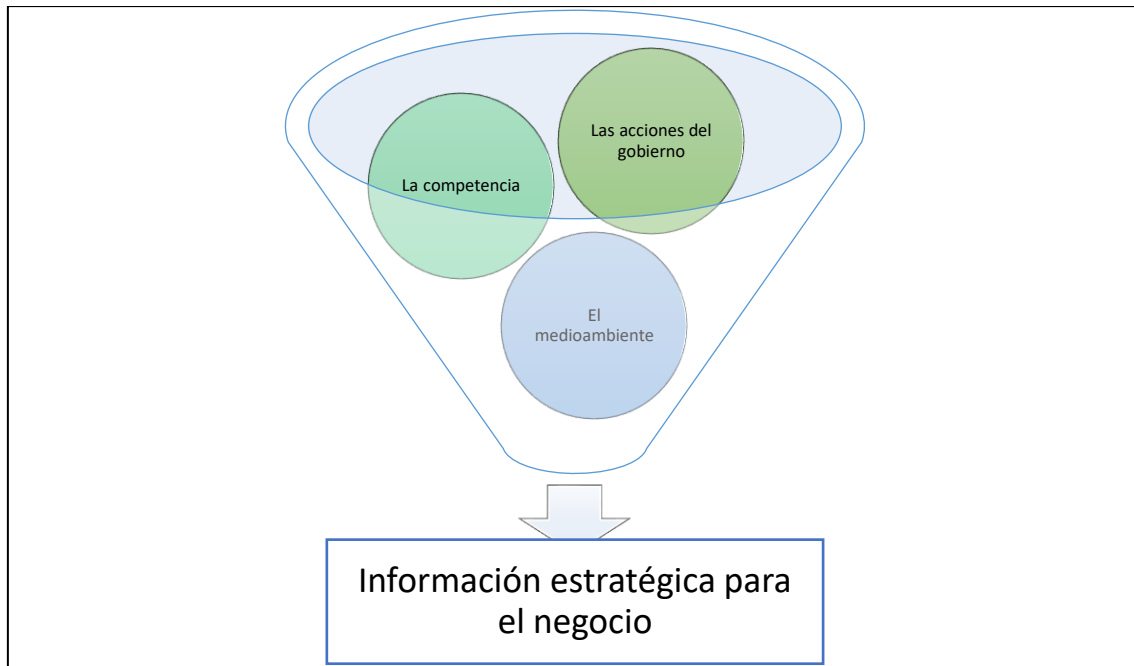 Las acciones del
gobierno
La competencia
El
medioambiente
Información estratégica para
el negocio